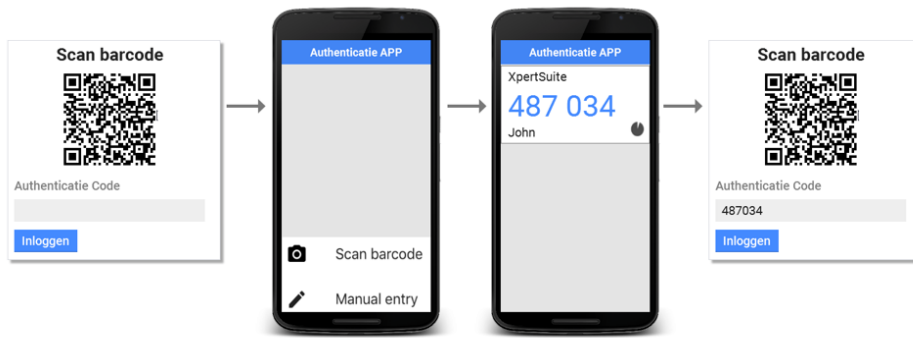 Scan barcode
Authenticatie Code
Inloggen
Authenticatie APP
Scan barcode
Manual entry
Authenticatie APP
XpertSuite
487 034
John
Scan barcode
Authenticatie Code
487034
Inloggen